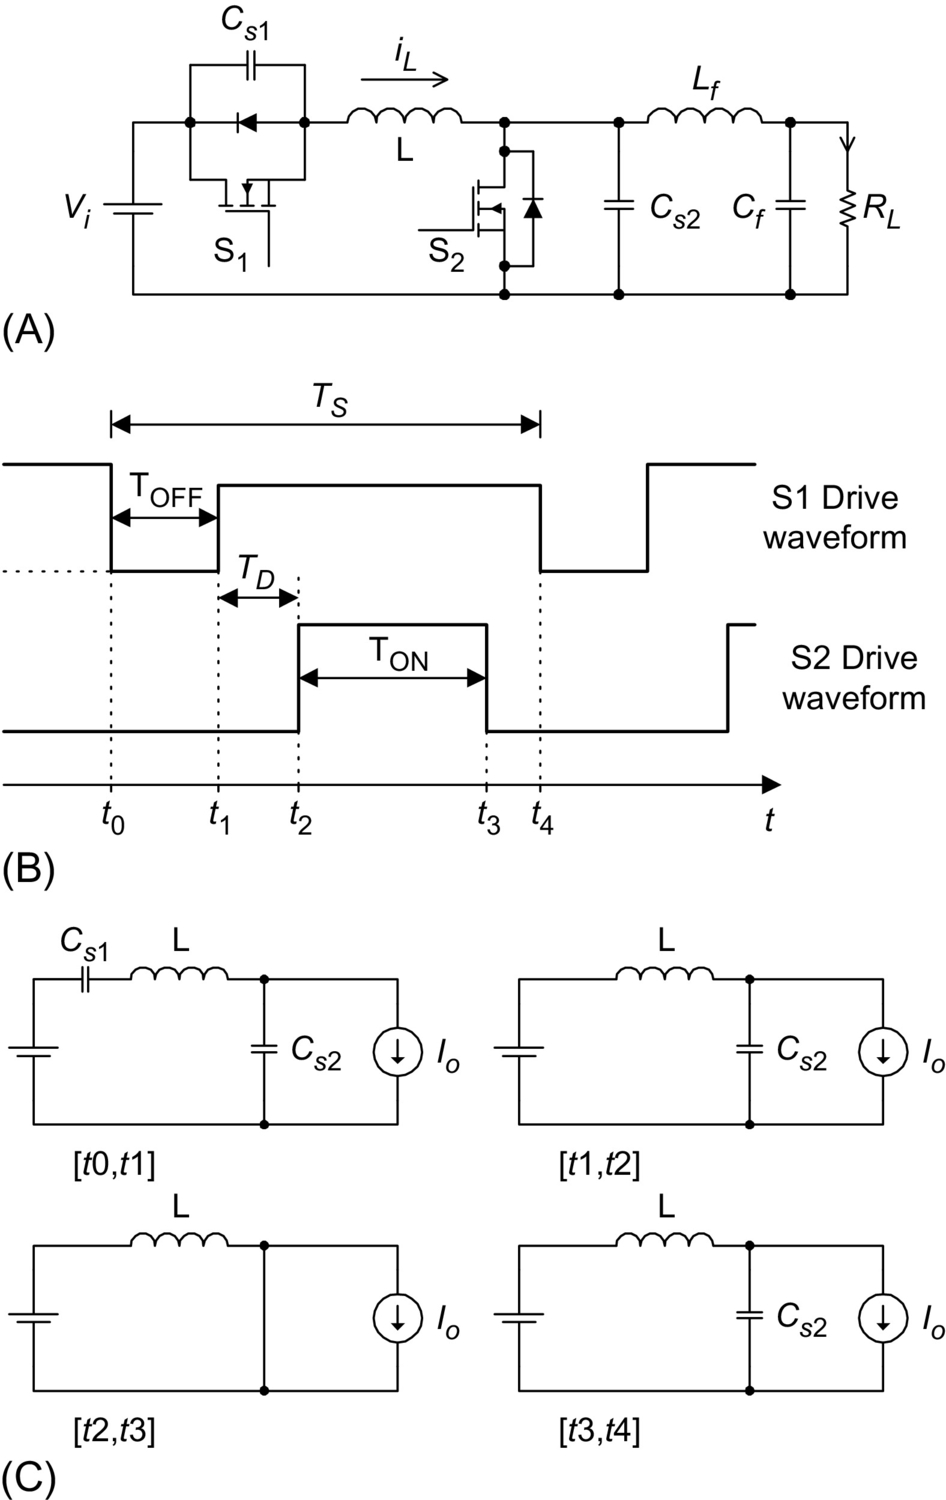 Cs1
iL
Lf
L
Vi
S1
S2
Cs2
Cf
RL
(A)
TS
TOFF
S1 Drive
waveform
TD
TON
S2 Drive
waveform
t0 t1 t2 t3 t4 t
(B)
Cs1 L
Cs2 Io
[t0,t1]
L
Cs2 Io
[t1,t2]
L
Io
[t2,t3]
L
Cs2 Io
[t3,t4]
(C)